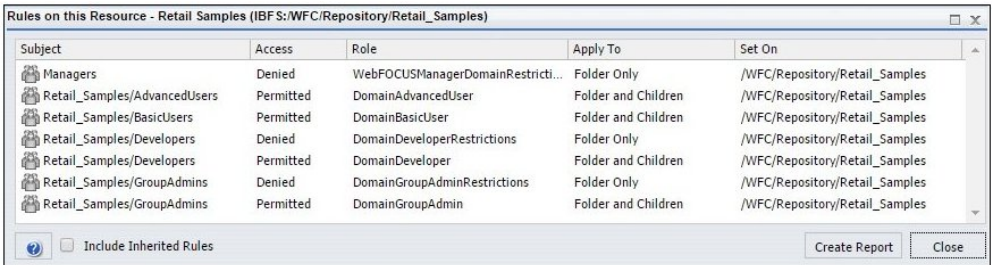 Rules on this Resource - Retail Samples (IBFS:/WFC/Repository/Retail_Samples)
Subject Access Role Apply To Set On
Managers Denied WebFOCUSManagerDomainRestricti... Folder Only /WFC/Repository/Retail_Samples
Retail_Samples/AdvancedUsers Permitted DomainAdvancedUser Folder and Children /WFC/Repository/Retail_Samples
Retail_Samples/BasicUsers Permitted DomainBasicUser Folder and Children /WFC/Repository/Retail_Samples
Retail_Samples/Developers Denied DomainDeveloperRestrictions Folder Only /WFC/Repository/Retail_Samples
Retail_Samples/Developers Permitted DomainDeveloper Folder and Children /WFC/Repository/Retail_Samples
Retail_Samples/GroupAdmins Denied DomainGroupAdminRestrictions Folder Only /WFC/Repository/Retail_Samples
Retail_Samples/GroupAdmins Permitted DomainGroupAdmin Folder and Children /WFC/Repository/Retail_Samples
? Include Inherited Rules Create Report Close